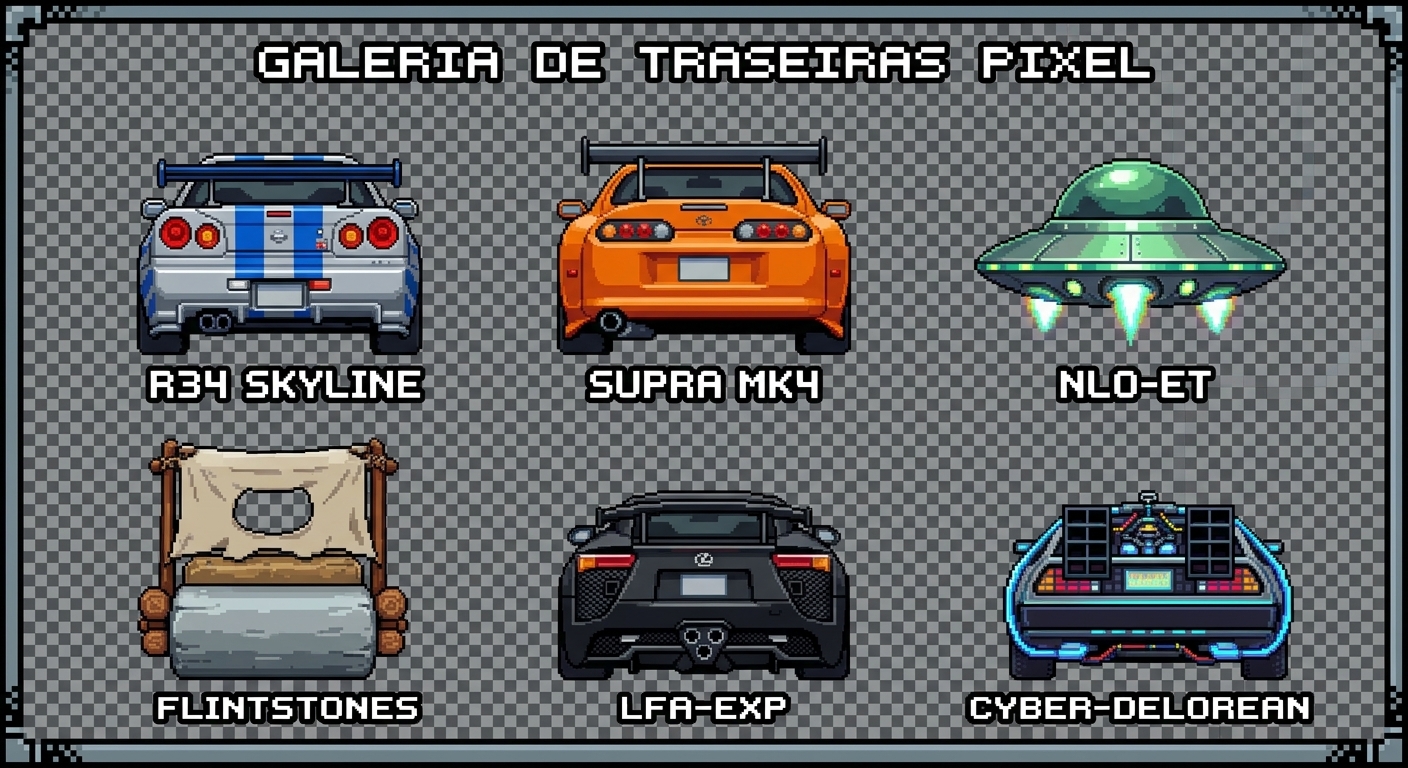 GALERIA DE TRASEIRAS PIXEL
R34 SKYLINE
SUPRA MK4
NLO-ET
FLINTSTONES
LFA-EXP
CYBER-DELOREAN